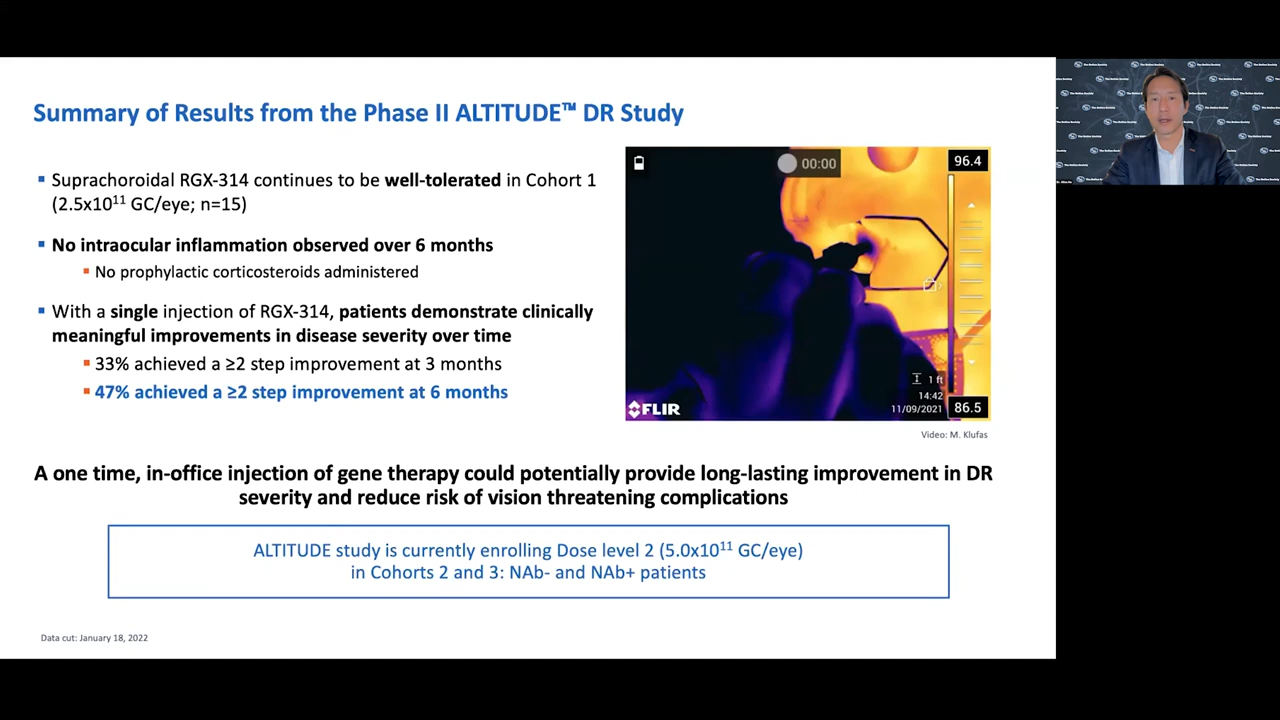 Summary of Results from the Phase II ALTITUDE™ DR Study
▪ Suprachoroidal RGX-314 continues to be well-tolerated in Cohort 1
(2.5x10¹¹ GC/eye; n=15)
▪ No intraocular inflammation observed over 6 months
▪ No prophylactic corticosteroids administered
▪ With a single injection of RGX-314, patients demonstrate clinically
meaningful improvements in disease severity over time
▪ 33% achieved a ≥2 step improvement at 3 months
▪ 47% achieved a ≥2 step improvement at 6 months
00:00
96.4
1 ft
14:42
11/09/2021
86.5
FLIR
Video: M. Klufas
A one time, in-office injection of gene therapy could potentially provide long-lasting improvement in DR
severity and reduce risk of vision threatening complications
ALTITUDE study is currently enrolling Dose level 2 (5.0x10¹¹ GC/eye)
in Cohorts 2 and 3: NAb- and NAb+ patients
Data cut: January 18, 2022
The Retina Society